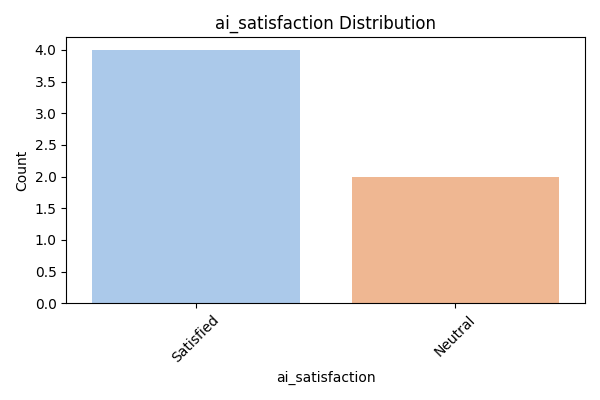 ai_satisfaction Distribution
4.0
3.5
3.0
2.5
2.0
1.5
1.0
0.5
0.0
Count
Satisfied
Neutral
ai_satisfaction